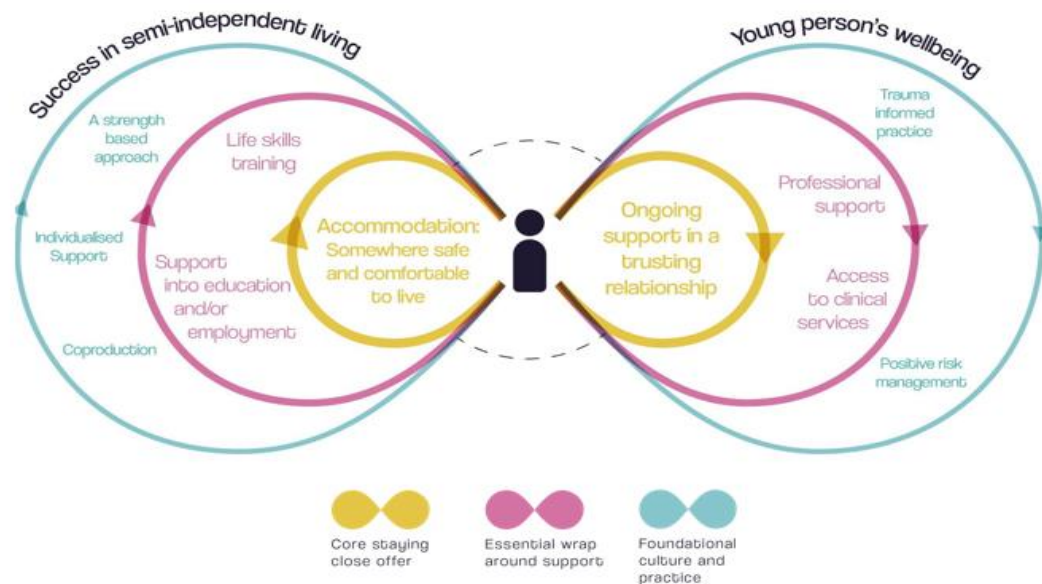 Success in semi-independent living
Young person's wellbeing
A strength
based
approach
Individualised
Support
Coproduction
Life skills
training
Support
into education
and/or
employment
Accommodation:
Somewhere safe
and comfortable
to live
Ongoing
support in a
trusting
relationship
Professional
support
Access
to clinical
services
Trauma
informed
practice
Positive risk
management
Core staying
close offer
Essential wrap
around support
Foundational
culture and
practice